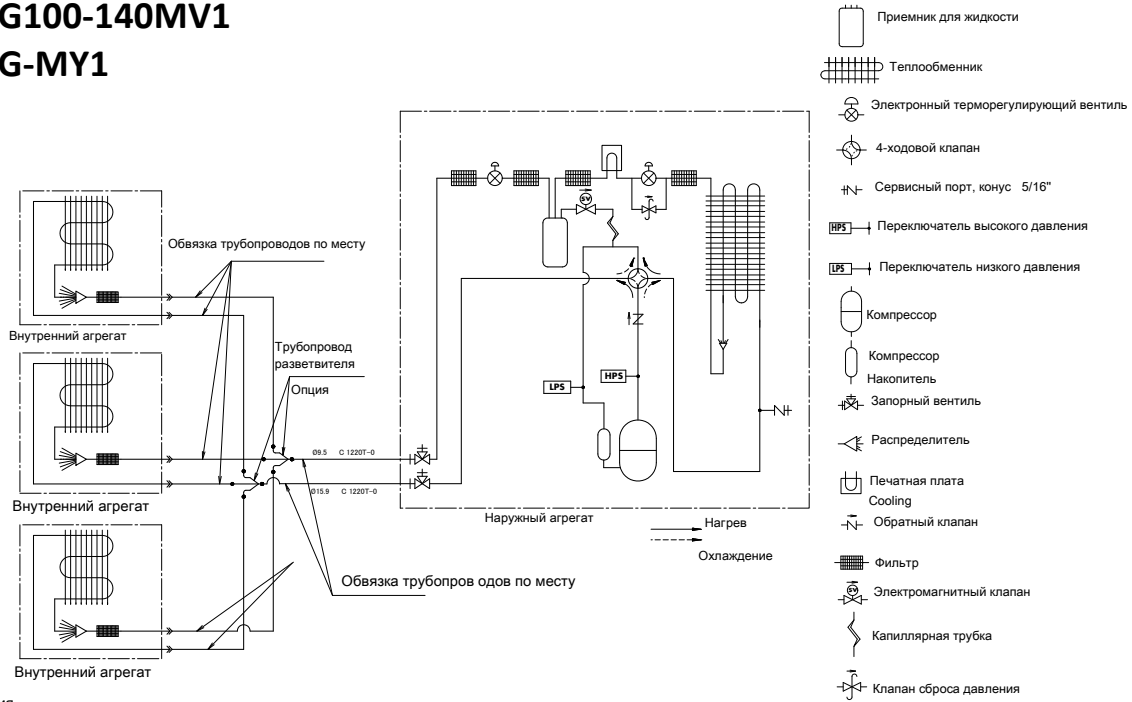 G100-140MV1
G-MY1
Приемник для жидкости
Теплообменник
Электронный терморегулирующий вентиль
4-ходовой клапан
Сервисный порт, конус 5/16"
HPS Переключатель высокого давления
LPS Переключатель низкого давления
Компрессор
Компрессор
Накопитель
Запорный вентиль
Распределитель
Печатная плата
Cooling
Обратный клапан
Фильтр
SV
Электромагнитный клапан
Капиллярная трубка
Клапан сброса давления
Обвязка трубопроводов по месту
Внутренний агрегат
Трубопровод
разветвителя
Опция
SV
LPS
HPS
Ø9.5 C 1220T-0
Ø15.9 C 1220T-0
Внутренний агрегат
Наружный агрегат
Нагрев
Охлаждение
Обвязка трубопров одов по месту
Внутренний агрегат